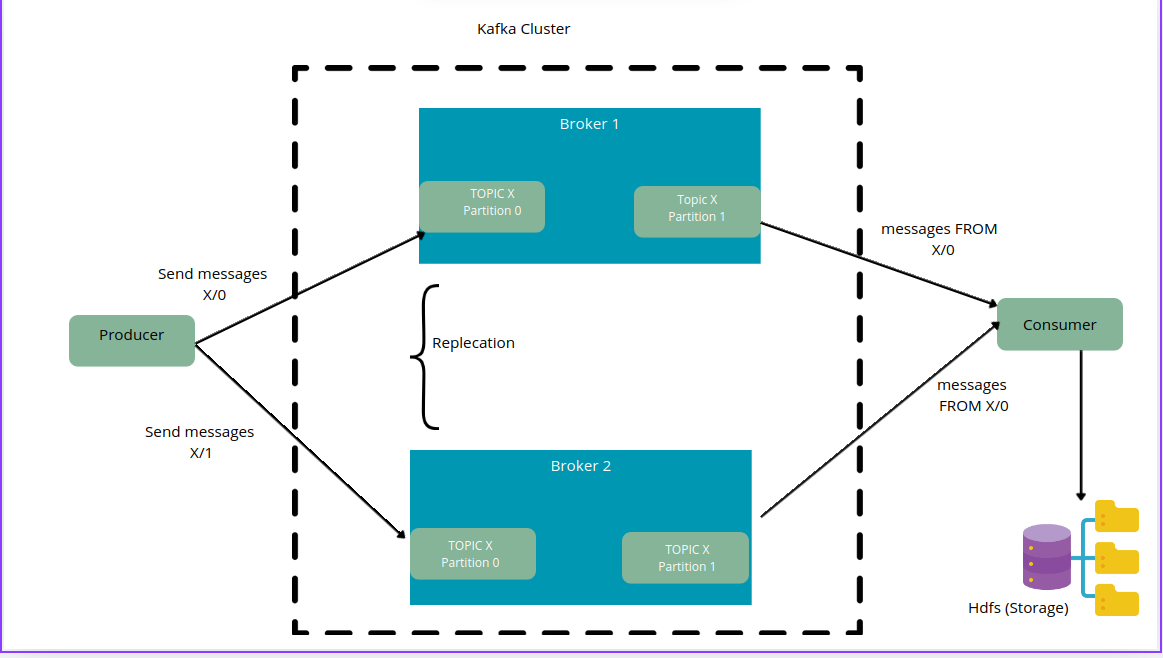 Kafka Cluster
Broker 1
TOPIC X
Partition 0
Topic X
Partition 1
messages FROM
X/0
Send messages
X/0
Producer
Consumer
Replecation
messages
FROM X/0
Send messages
X/1
Broker 2
TOPIC X
Partition 0
TOPIC X
Partition 1
Hdfs (Storage)